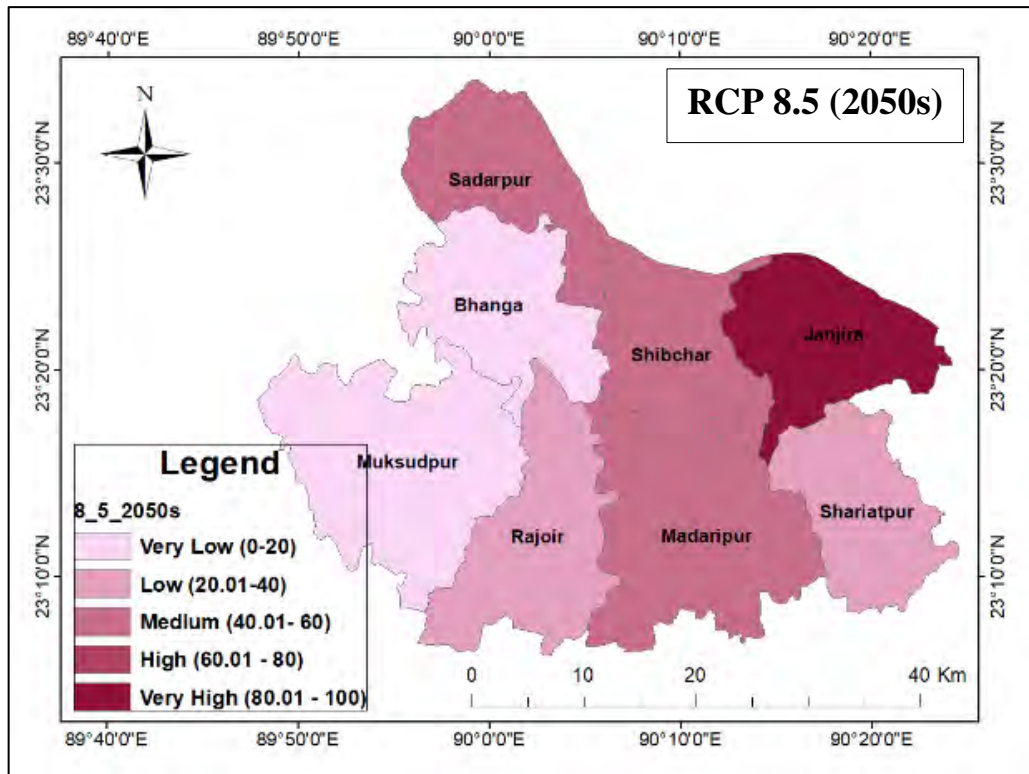 89°40'0"E 89°50'0"E 90°0'0"E 90°10'0"E 90°20'0"E
RCP 8.5 (2050s)
N
23°30'0"N 23°30'0"N
Sadarpur
Bhanga
Janjira
Shibchar
23°20'0"N 23°20'0"N
Muksudpur
Shariatpur
Rajoir
Madaripur
23°10'0"N 23°10'0"N
Legend
8_5_2050s
Very Low (0-20)
Low (20.01-40)
Medium (40.01- 60)
High (60.01 - 80)
Very High (80.01 - 100)
0 10 20 40 Km
89°40'0"E 89°50'0"E 90°0'0"E 90°10'0"E 90°20'0"E